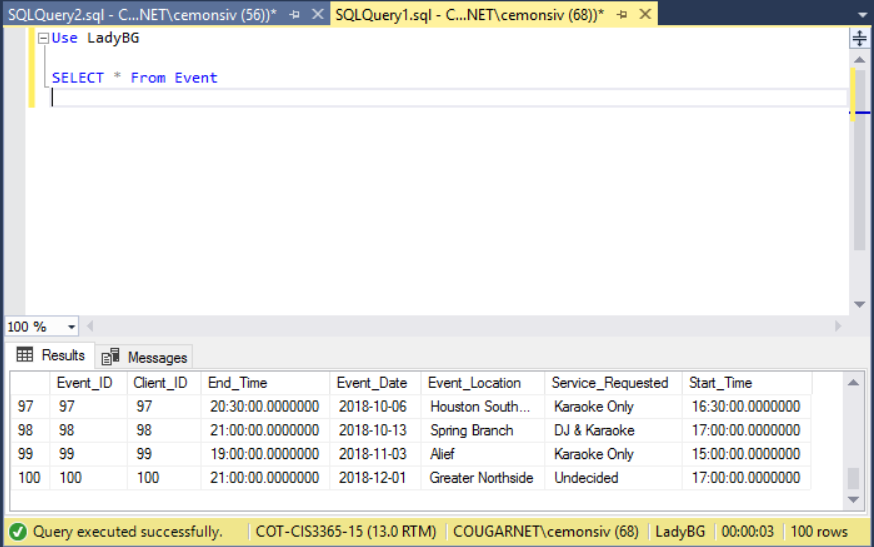 SQLQuery2.sql - C...NET\cemonsiv (56))* SQLQuery1.sql - C...NET\cemonsiv (68))*
Use LadyBG
SELECT * From Event
100 %
Results Messages
Event_ID Client_ID End_Time Event_Date Event_Location Service_Requested Start_Time
97 97 97 20:30:00.0000000 2018-10-06 Houston South... Karaoke Only 16:30:00.0000000
98 98 98 21:00:00.0000000 2018-10-13 Spring Branch DJ & Karaoke 17:00:00.0000000
99 99 99 19:00:00.0000000 2018-11-03 Alief Karaoke Only 15:00:00.0000000
100 100 100 21:00:00.0000000 2018-12-01 Greater Northside Undecided 17:00:00.0000000
Query executed successfully. COT-CIS3365-15 (13.0 RTM) COUGARNET\cemonsiv (68) LadyBG 00:00:03 100 rows